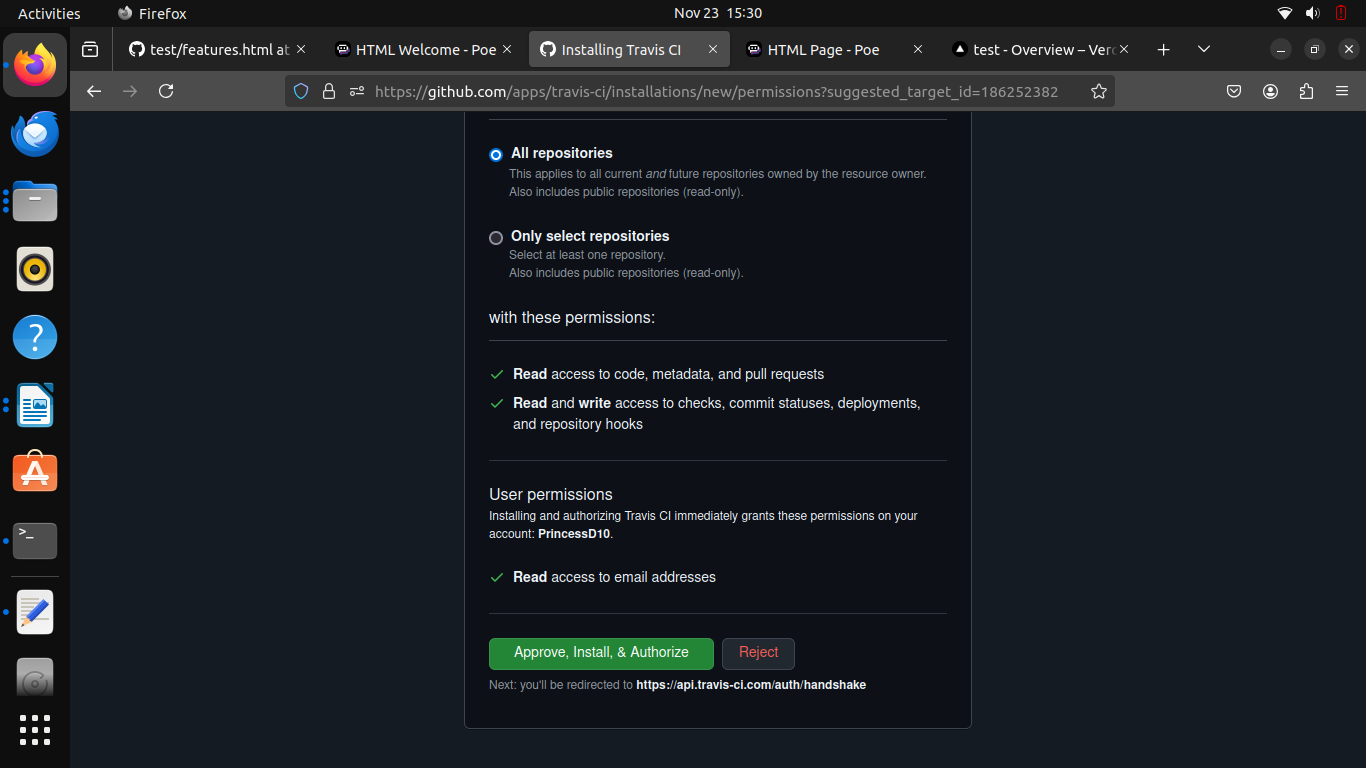 Activities
Firefox
Nov 23 15:30
test/features.html at
HTML Welcome - Poe
Installing Travis CI
HTML Page - Poe
test - Overview – Verc
https://github.com/apps/travis-ci/installations/new/permissions?suggested_target_id=186252382
All repositories
This applies to all current and future repositories owned by the resource owner.
Also includes public repositories (read-only).
Only select repositories
Select at least one repository.
Also includes public repositories (read-only).
with these permissions:
Read access to code, metadata, and pull requests
Read and write access to checks, commit statuses, deployments,
and repository hooks
User permissions
Installing and authorizing Travis CI immediately grants these permissions on your
account: PrincessD10.
Read access to email addresses
Approve, Install, & Authorize
Reject
Next: you'll be redirected to https://api.travis-ci.com/auth/handshake